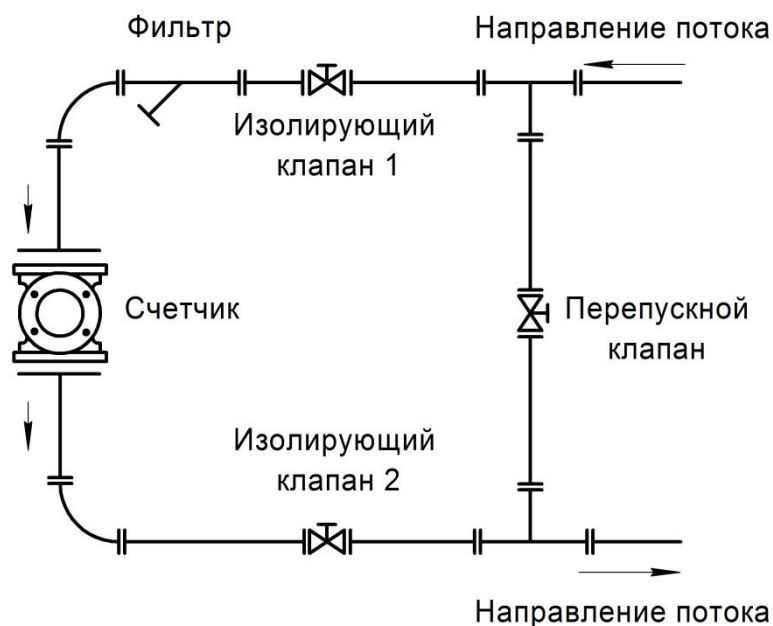 Фильтр
Направление потока
Изолирующий
клапан 1
Счетчик
Перепускной
клапан
Изолирующий
клапан 2
Направление потока